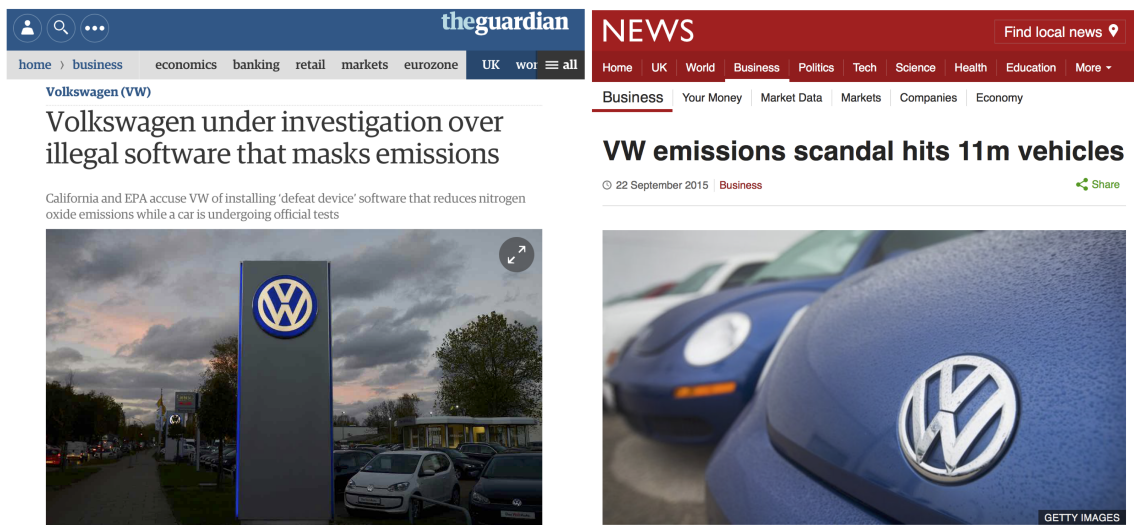 theguardian
home › business
economics
banking
retail
markets
eurozone
UK
wor
all
Volkswagen (VW)
Volkswagen under investigation over
illegal software that masks emissions
California and EPA accuse VW of installing ‘defeat device’ software that reduces nitrogen
oxide emissions while a car is undergoing official tests
NEWS
Find local news
Home
UK
World
Business
Politics
Tech
Science
Health
Education
More
Business
Your Money
Market Data
Markets
Companies
Economy
VW emissions scandal hits 11m vehicles
22 September 2015
Business
Share
GETTY IMAGES